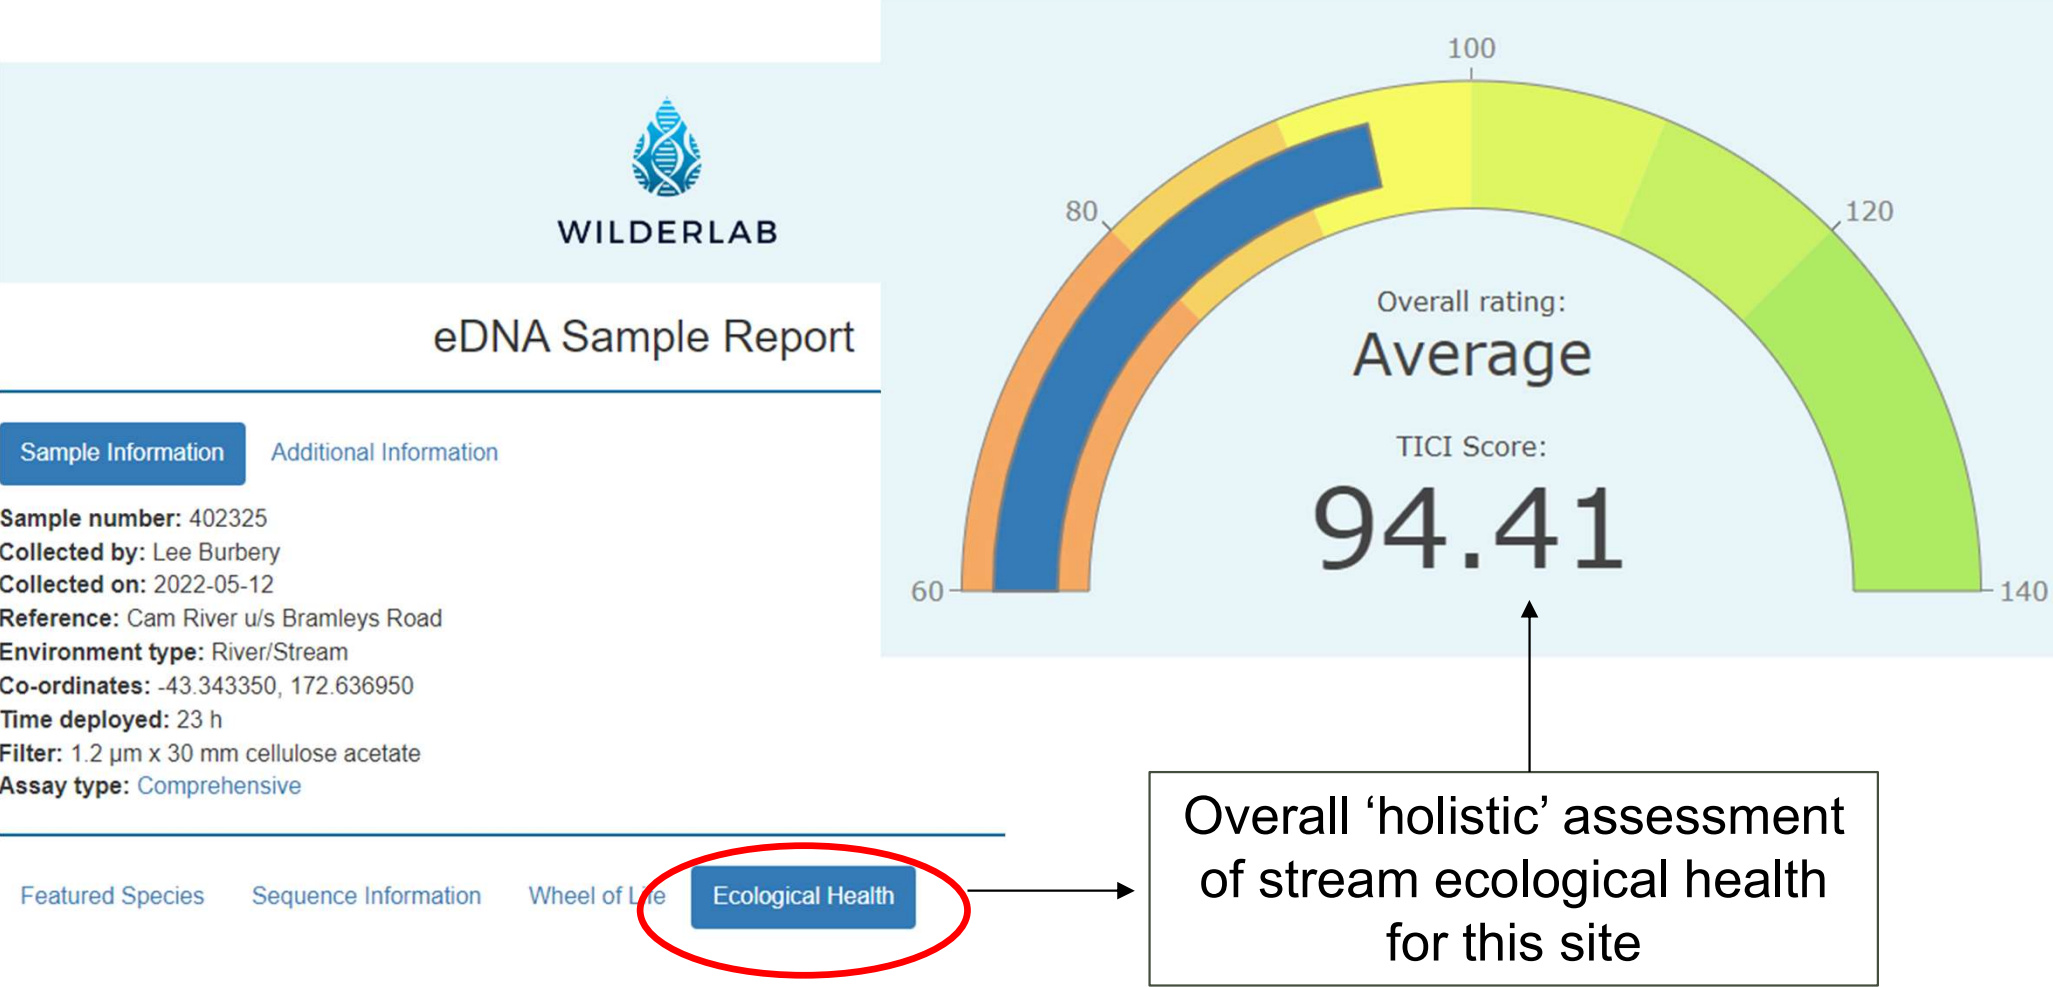 WILDERLAB
eDNA Sample Report
Sample Information Additional Information
Sample number: 402325
Collected by: Lee Burbery
Collected on: 2022-05-12
Reference: Cam River u/s Bramleys Road
Environment type: River/Stream
Co-ordinates: -43.343350, 172.636950
Time deployed: 23 h
Filter: 1.2 µm x 30 mm cellulose acetate
Assay type: Comprehensive
Featured Species Sequence Information Wheel of Life Ecological Health
100
80
120
60
140
Overall rating:
Average
TICI Score:
94.41
Overall ‘holistic’ assessment
of stream ecological health
for this site